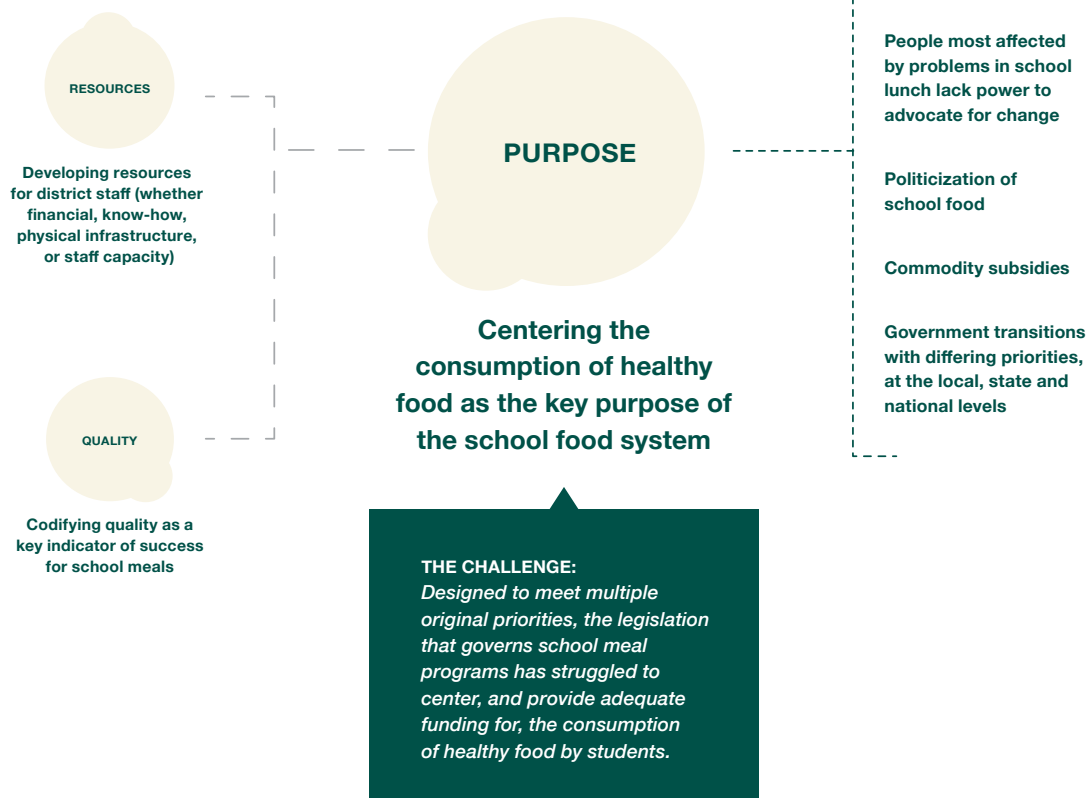 RESOURCES
Developing resources
for district staff (whether
financial, know-how,
physical infrastructure,
or staff capacity)
QUALITY
Codifying quality as a
key indicator of success
for school meals
PURPOSE
Centering the
consumption of healthy
food as the key purpose of
the school food system
THE CHALLENGE:
Designed to meet multiple
original priorities, the legislation
that governs school meal
programs has struggled to
center, and provide adequate
funding for, the consumption
of healthy food by students.
People most affected
by problems in school
lunch lack power to
advocate for change
Politicization of
school food
Commodity subsidies
Government transitions
with differing priorities,
at the local, state and
national levels